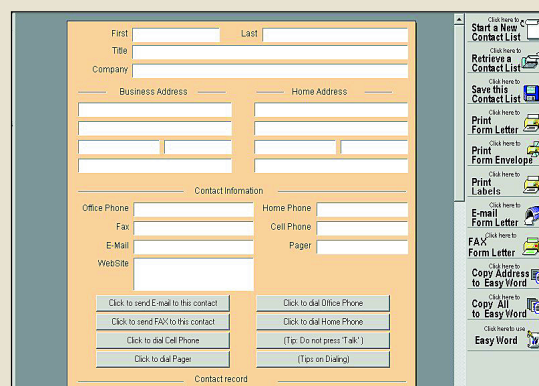 First
Last
Title
Company
Business Address
Home Address
Contact Infomation
Office Phone
Home Phone
Fax
Cell Phone
E-Mail
Pager
WebSite
Click to send E-mail to this contact
Click to dial Office Phone
Click to send FAX to this contact
Click to dial Home Phone
Click to dial Cell Phone
(Tip: Do not press 'Talk' )
Click to dial Pager
(Tips on Dialing)
Contact record
Click here to
Start a New
Contact List
Click here to
Retrieve a
Contact List
Click here to
Save this
Contact List
Click here to
Print
Form Letter
Click here to
Print
Form Envelope
Click here to
Print
Labels
Click here to
E-mail
Form Letter
Click here to
FAX
Form Letter
Click here to
Copy Address
to Easy Word
Click here to
Copy All
to Easy Word
Click here to use
Easy Word